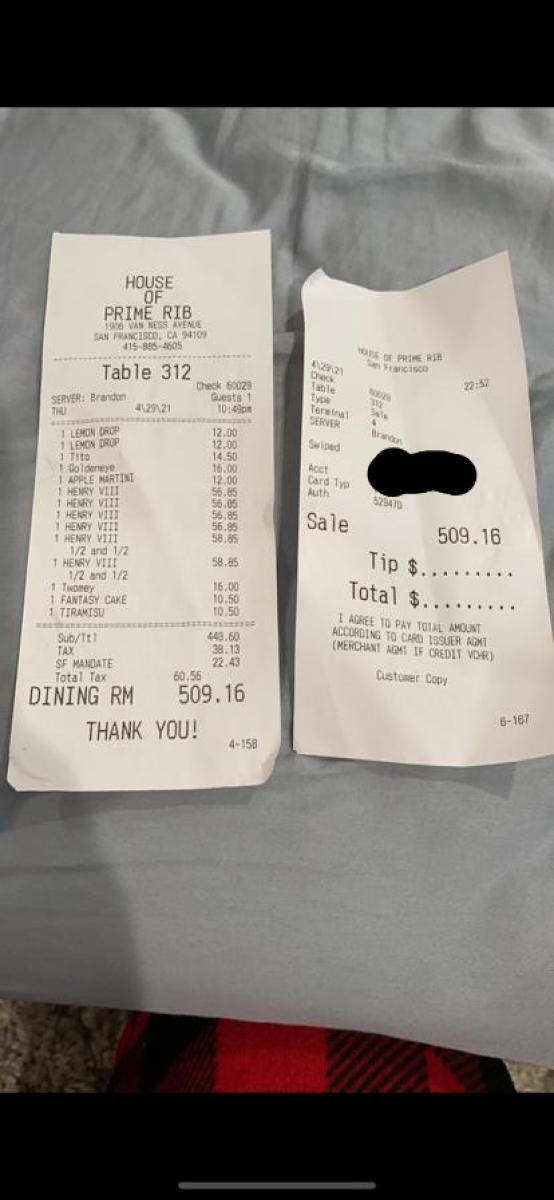 HOUSE
OF
PRIME RIB
1906 VAN NESS AVENUE
SAN FRANCISCO, CA 94109
415-885-4605
Table 312
Check 60029
SERVER: Brandon Guests 1
THU 4\29\21 10:49pm
1 LEMON DROP 12.00
1 LEMON DROP 12.00
1 Tito 14.50
1 Goldeneye 16.00
1 APPLE MARTINI 12.00
1 HENRY VIII 56.85
1 HENRY VIII 56.85
1 HENRY VIII 56.85
1 HENRY VIII 56.85
1 HENRY VIII 58.85
1/2 and 1/2
1 HENRY VIII 58.85
1/2 and 1/2
1 Twomey 16.00
1 FANTASY CAKE 10.50
1 TIRAMISU 10.50
Sub/Ttl 448.60
TAX 38.13
SF MANDATE 22.43
Total Tax 60.56
DINING RM 509.16
THANK YOU!
4-158
HOUSE OF PRIME RIB
San Francisco
4\29\21 22:52
Check 60029
Table 312
Type Sale
Terminal 4
SERVER Brandon
Swiped
Acct
Card Typ
Auth 52947D
Sale 509.16
Tip $.........
Total $.........
I AGREE TO PAY TOTAL AMOUNT
ACCORDING TO CARD ISSUER AGMT
(MERCHANT AGMT IF CREDIT VCHR)
Customer Copy
6-167